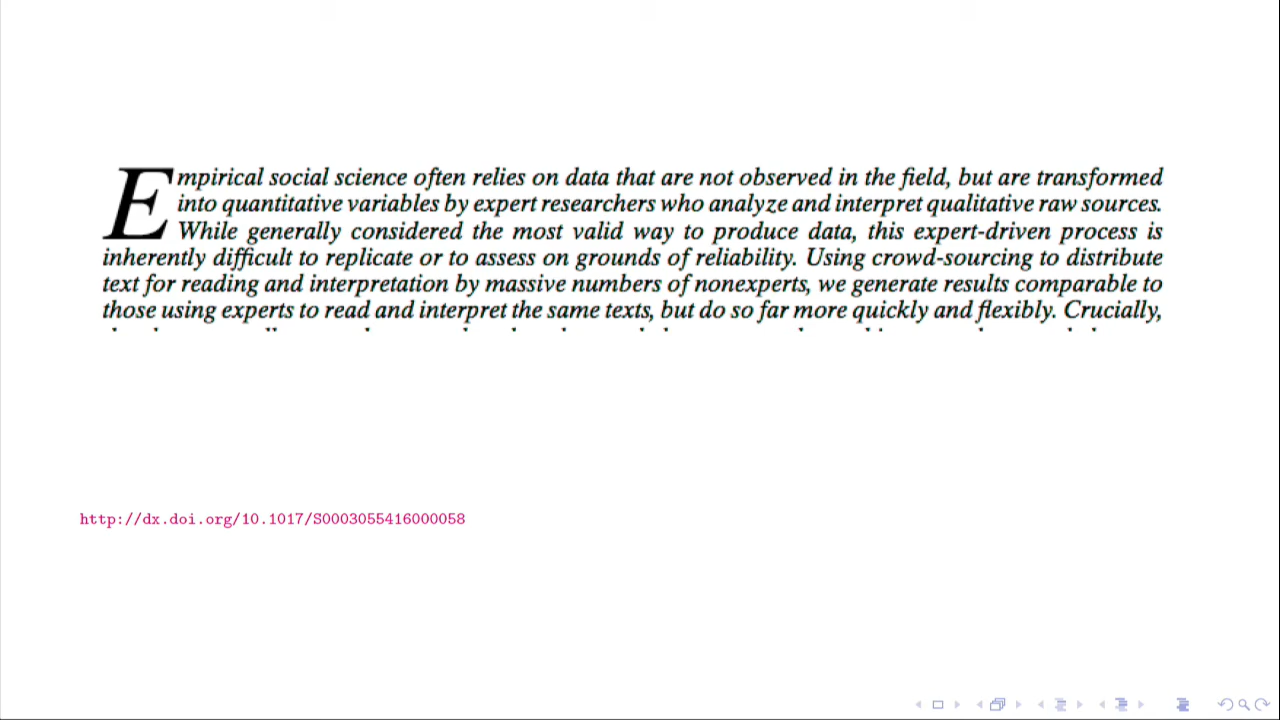 Empirical social science often relies on data that are not observed in the field, but are transformed
into quantitative variables by expert researchers who analyze and interpret qualitative raw sources.
While generally considered the most valid way to produce data, this expert-driven process is
inherently difficult to replicate or to assess on grounds of reliability. Using crowd-sourcing to distribute
text for reading and interpretation by massive numbers of nonexperts, we generate results comparable to
those using experts to read and interpret the same texts, but do so far more quickly and flexibly. Crucially,
http://dx.doi.org/10.1017/S0003055416000058